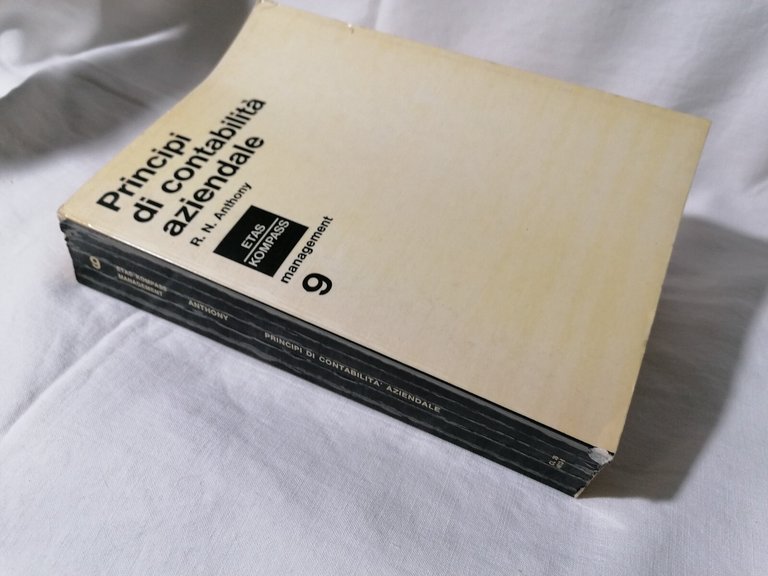 Principi
di contabilità
aziendale
R. N. Anthony
ETAS
KOMPASS
management
9
9
ETAS KOMPASS
MANAGEMENT
ANTHONY
PRINCIPI DI CONTABILITA' AZIENDALE